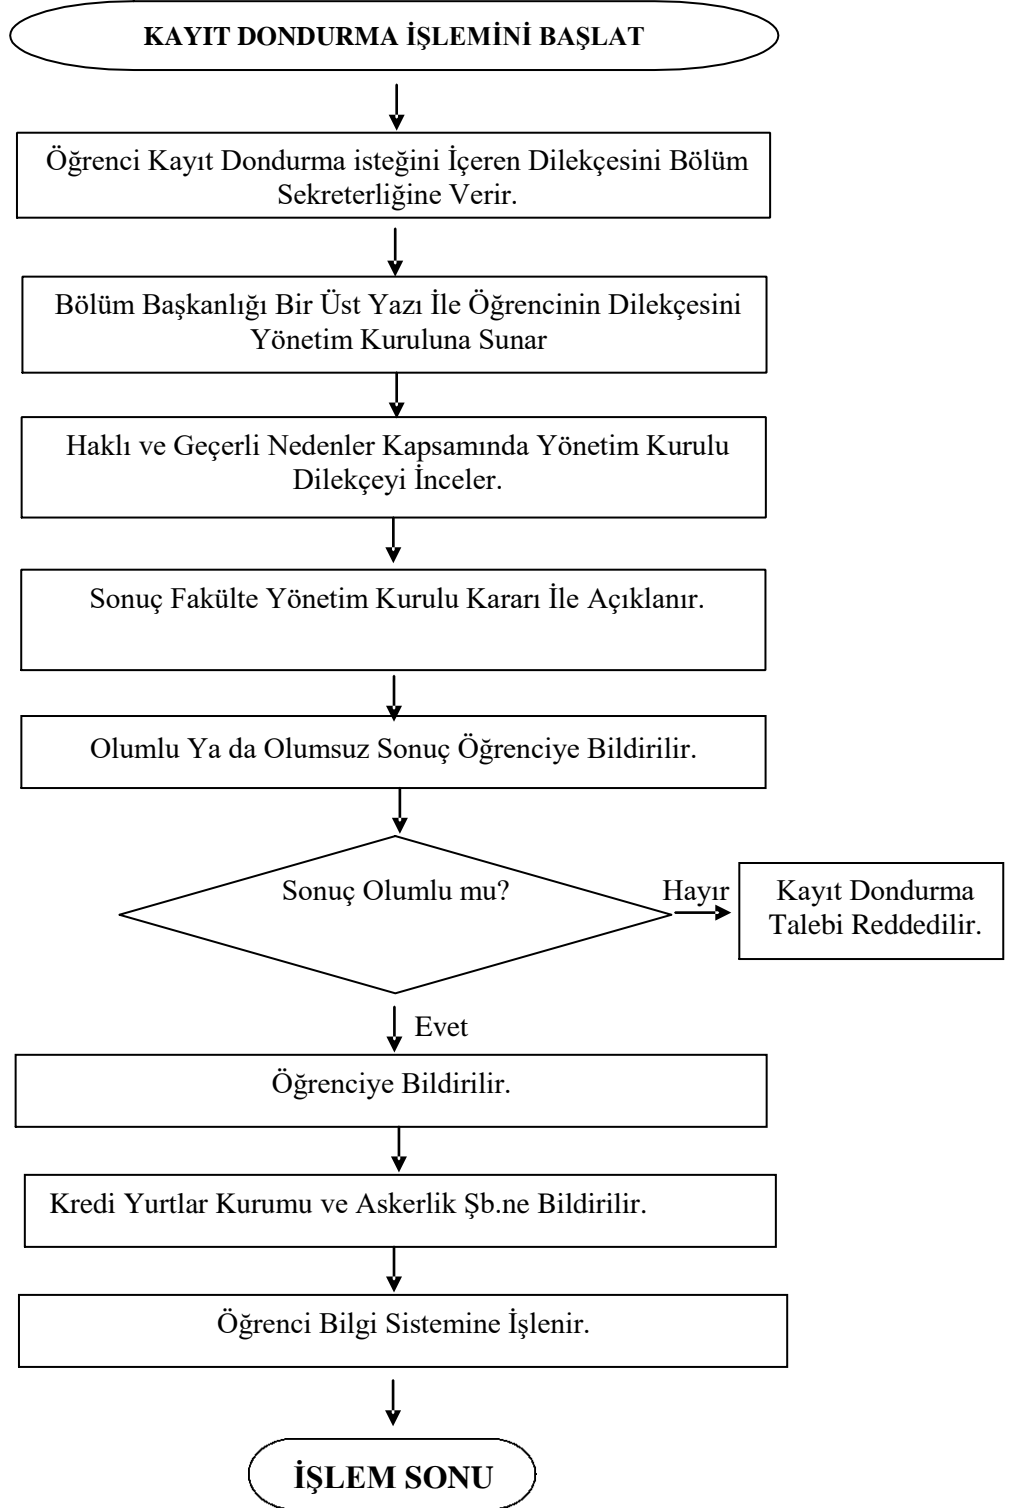 KAYIT DONDURMA İŞLEMİNİ BAŞLAT
Öğrenci Kayıt Dondurma isteğini İçeren Dilekçesini Bölüm
Sekreterliğine Verir.
Bölüm Başkanlığı Bir Üst Yazı İle Öğrencinin Dilekçesini
Yönetim Kuruluna Sunar
Haklı ve Geçerli Nedenler Kapsamında Yönetim Kurulu
Dilekçeyi İnceler.
Sonuç Fakülte Yönetim Kurulu Kararı İle Açıklanır.
Olumlu Ya da Olumsuz Sonuç Öğrenciye Bildirilir.
Sonuç Olumlu mu?
Hayır
Kayıt Dondurma
Talebi Reddedilir.
Evet
Öğrenciye Bildirilir.
Kredi Yurtlar Kurumu ve Askerlik Şb.ne Bildirilir.
Öğrenci Bilgi Sistemine İşlenir.
İŞLEM SONU